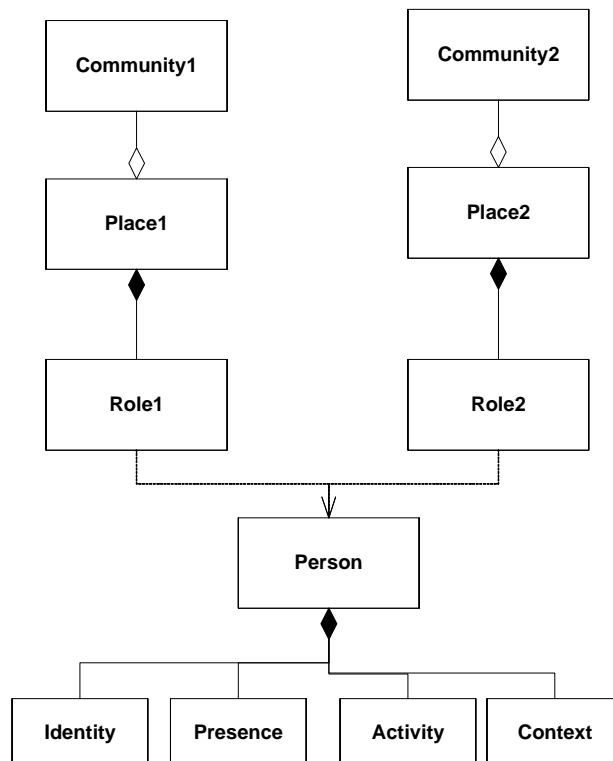 Community1
Community2
Place1
Place2
Role1
Role2
Person
Identity
Presence
Activity
Context